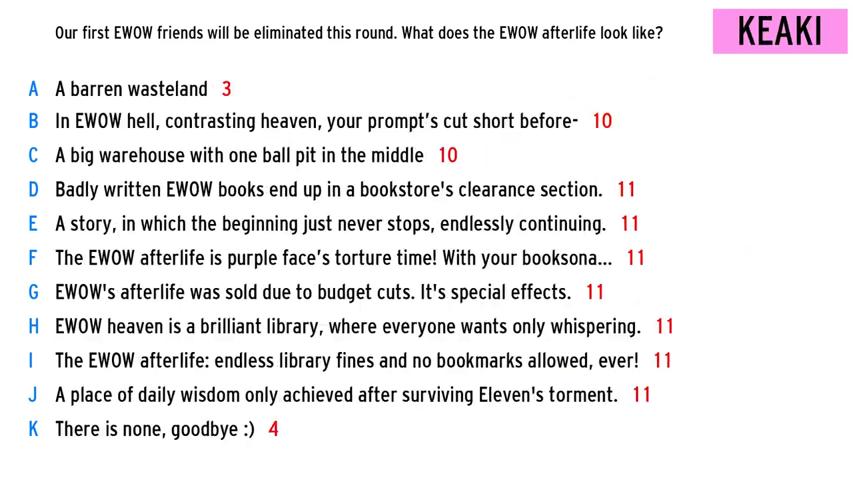 Our first EWOW friends will be eliminated this round. What does the EWOW afterlife look like?
KEAKI
A A barren wasteland 3
B In EWOW hell, contrasting heaven, your prompt's cut short before- 10
C A big warehouse with one ball pit in the middle 10
D Badly written EWOW books end up in a bookstore's clearance section. 11
E A story, in which the beginning just never stops, endlessly continuing. 11
F The EWOW afterlife is purple face's torture time! With your booksona... 11
G EWOW's afterlife was sold due to budget cuts. It's special effects. 11
H EWOW heaven is a brilliant library, where everyone wants only whispering. 11
I The EWOW afterlife: endless library fines and no bookmarks allowed, ever! 11
J A place of daily wisdom only achieved after surviving Eleven's torment. 11
K There is none, goodbye :) 4